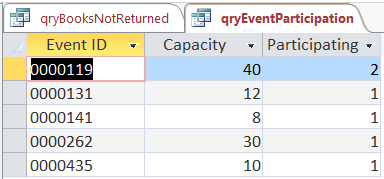 qryBooksNotReturned qryEventParticipation
Event ID Capacity Participating
0000119 40 2
0000131 12 1
0000141 8 1
0000262 30 1
0000435 10 1